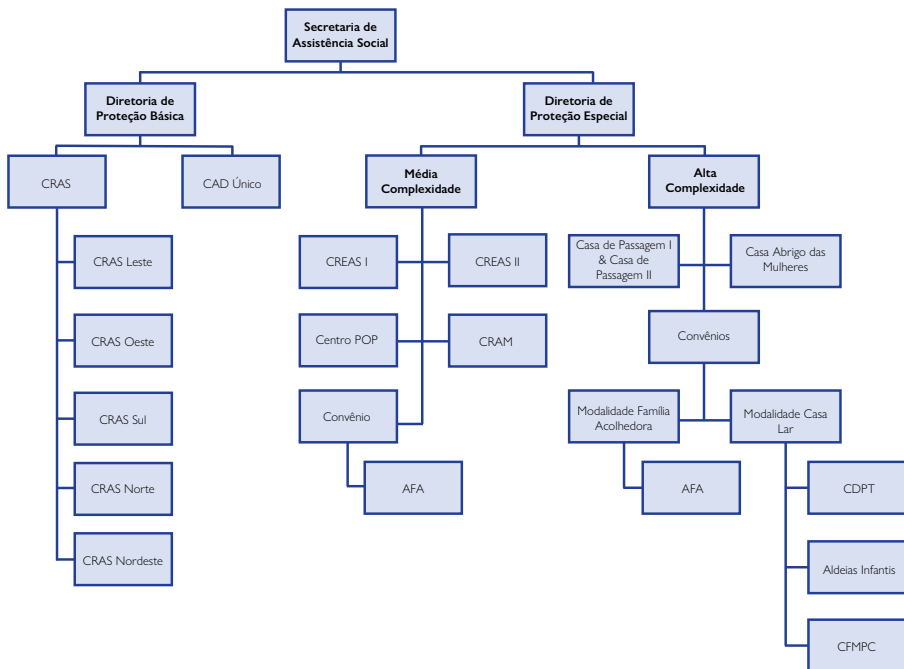 Secretaria de
Assistência Social
Diretoria de
Proteção Básica
Diretoria de
Proteção Especial
CRAS
CAD Único
Média
Complexidade
Alta
Complexidade
CRAS Leste
CREAS I
CREAS II
Casa de Passagem I
& Casa de
Passagem II
Casa Abrigo das
Mulheres
CRAS Oeste
Centro POP
CRAM
Convênios
CRAS Sul
Convênio
Modalidade Família
Acolhedora
Modalidade Casa
Lar
CRAS Norte
AFA
AFA
CDPT
CRAS Nordeste
Aldeias Infantis
CFMPC